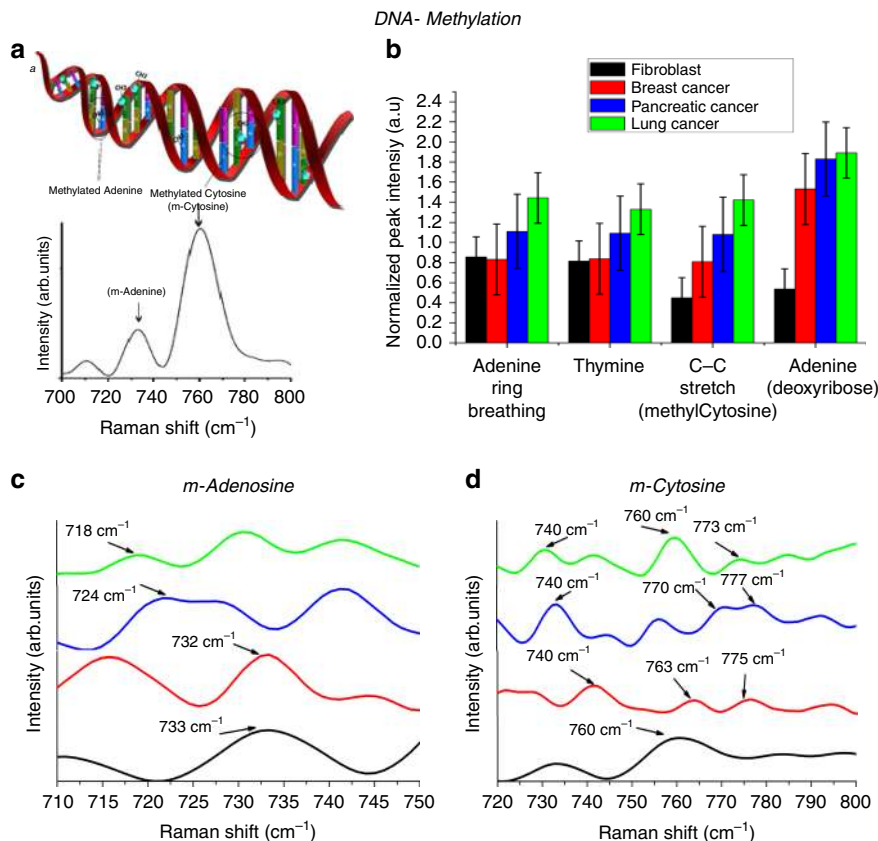 DNA- Methylation
a
a
CH3
Methylated Adenine
Methylated Cytosine
(m-Cytosine)
(m-Adenine)
Intensity (arb.units)
700 720 740 760 780 800
Raman shift (cm⁻¹)
b
Fibroblast
Breast cancer
Pancreatic cancer
Lung cancer
Normalized peak intensiy (a.u)
2.4
2.2
2.0
1.8
1.6
1.4
1.2
1.0
0.8
0.6
0.4
0.2
0.0
Adenine
ring
breathing
Thymine
C–C
stretch
(methylCytosine)
Adenine
(deoxyribose)
c
m-Adenosine
718 cm⁻¹
724 cm⁻¹
732 cm⁻¹
733 cm⁻¹
Intensity (arb.units)
710 715 720 725 730 735 740 745 750
Raman shift (cm⁻¹)
d
m-Cytosine
740 cm⁻¹
760 cm⁻¹
773 cm⁻¹
740 cm⁻¹
770 cm⁻¹
777 cm⁻¹
740 cm⁻¹
763 cm⁻¹
775 cm⁻¹
760 cm⁻¹
Intensity (arb.units)
720 730 740 750 760 770 780 790 800
Raman shift (cm⁻¹)